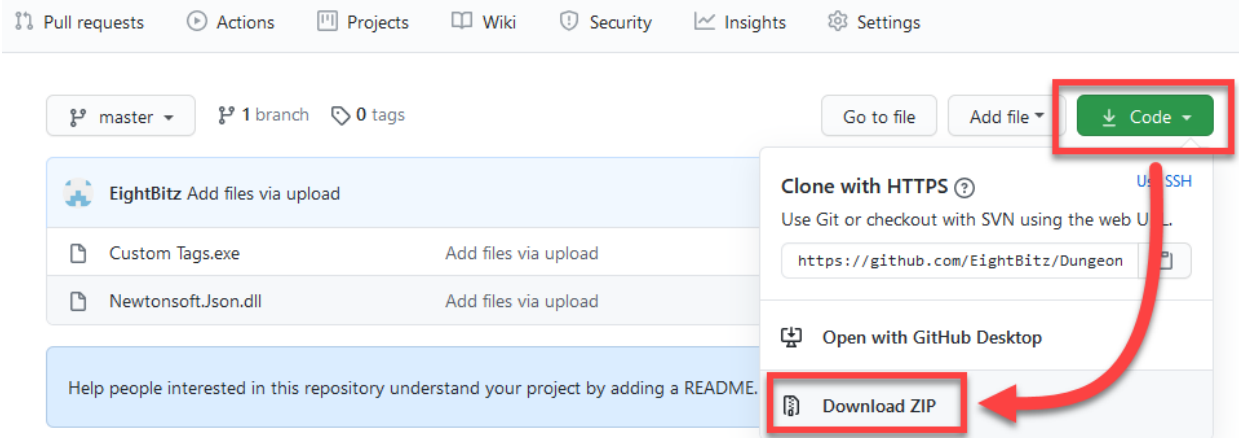 Pull requests Actions Projects Wiki Security Insights Settings
master 1 branch 0 tags Go to file Add file Code
EightBitz Add files via upload
Custom Tags.exe Add files via upload
Newtonsoft.Json.dll Add files via upload
Help people interested in this repository understand your project by adding a README.
Clone with HTTPS ? SSH
Use Git or checkout with SVN using the web
https://github.com/EightBitz/Dungeon
Open with GitHub Desktop
Download ZIP